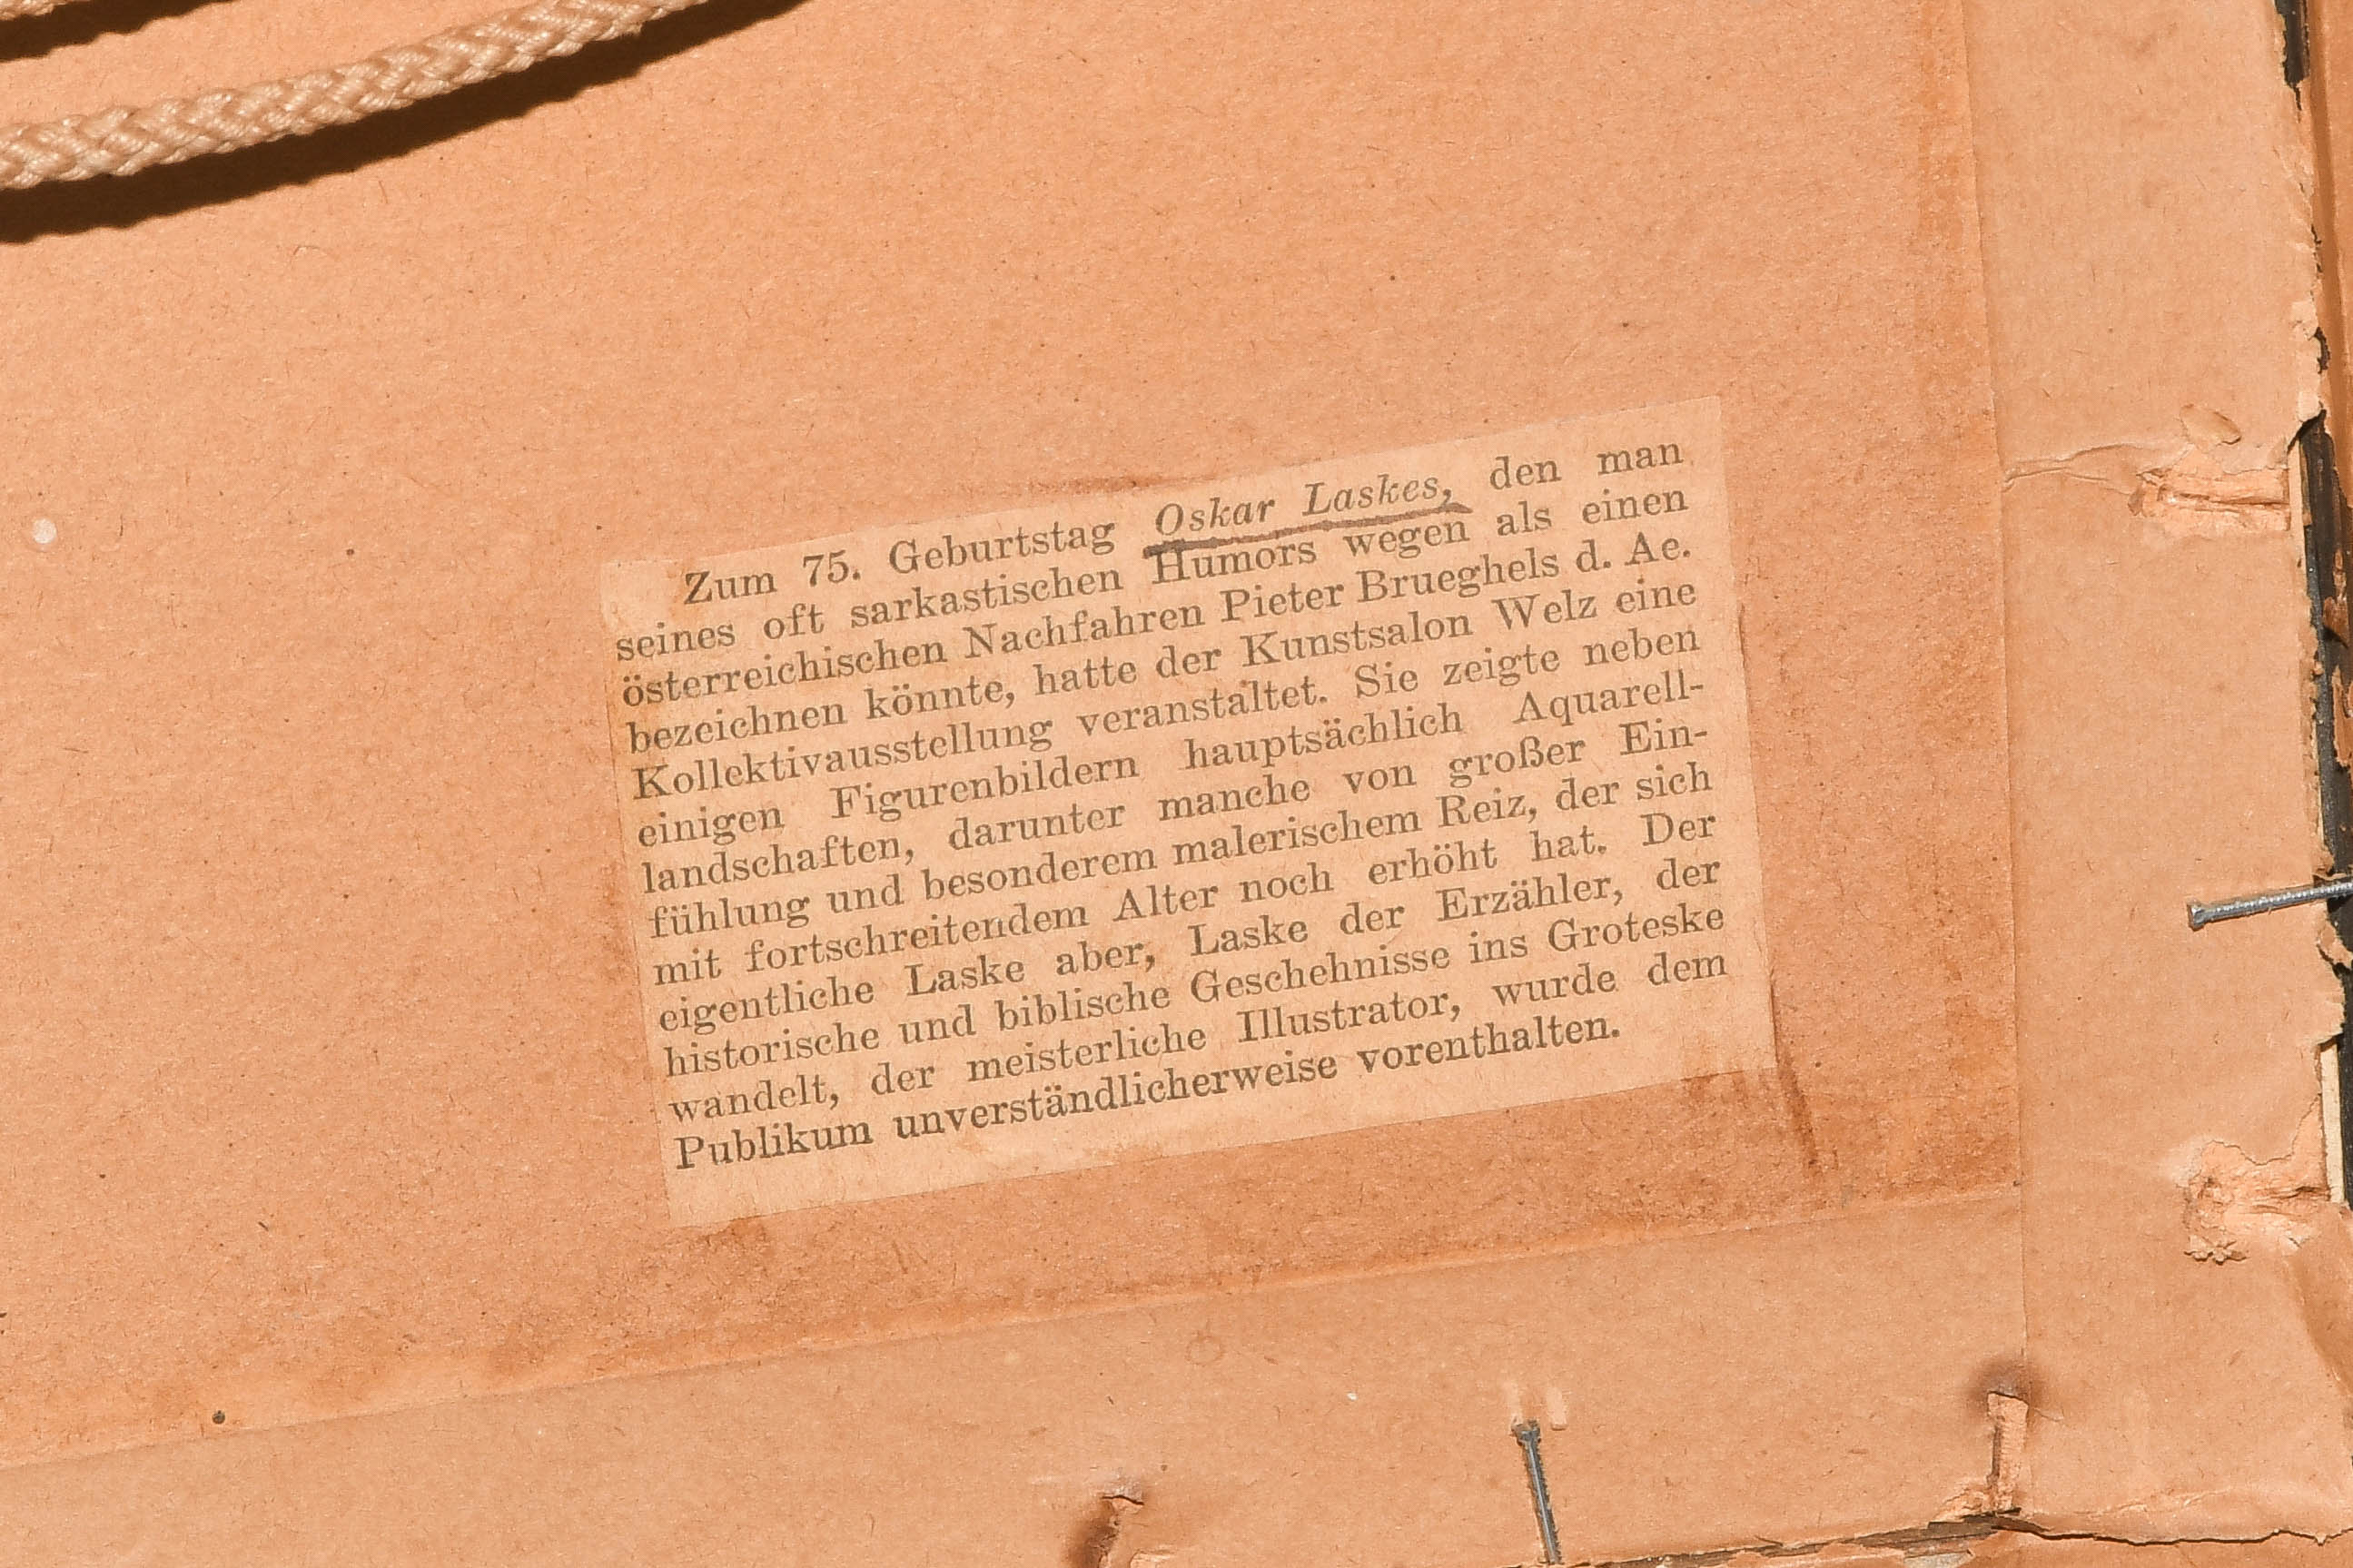 Zum 75. Geburtstag Oskar Laskes, den man
seines oft sarkastischen Humors wegen als einen
österreichischen Nachfahren Pieter Brueghels d. Ae.
bezeichnen könnte, hatte der Kunstsalon Welz eine
Kollektivausstellung veranstaltet. Sie zeigte neben
einigen Figurenbildern hauptsächlich Aquarell-
landschaften, darunter manche von großer Ein-
fühlung und besonderem malerischem Reiz, der sich
mit fortschreitendem Alter noch erhöht hat. Der
eigentliche Laske aber, Laske der Erzähler, der
historische und biblische Geschehnisse ins Groteske
wandelt, der meisterliche Illustrator, wurde dem
Publikum unverständlicherweise vorenthalten.